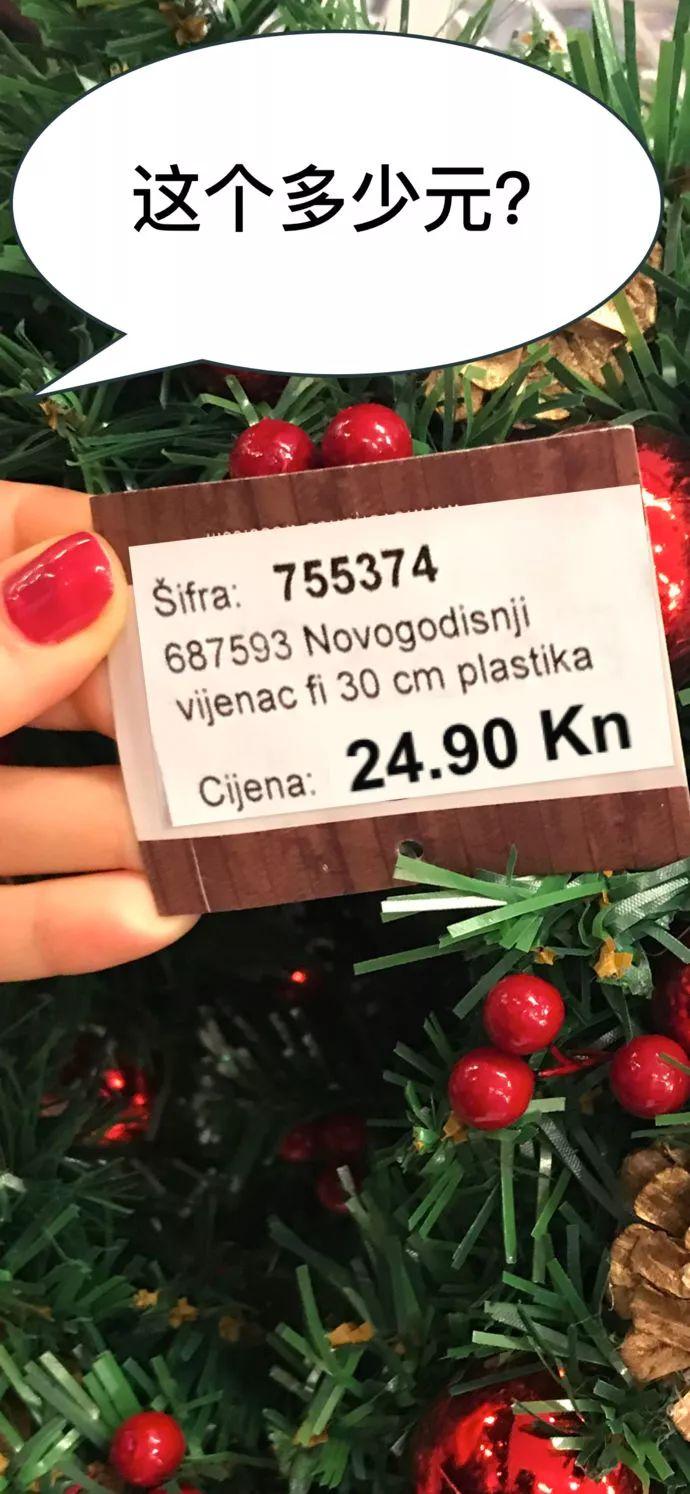 这个多少元？
Šifra: 755374
687593 Novogodisnji
vijenac fi 30 cm plastika
Cijena: 24.90 Kn